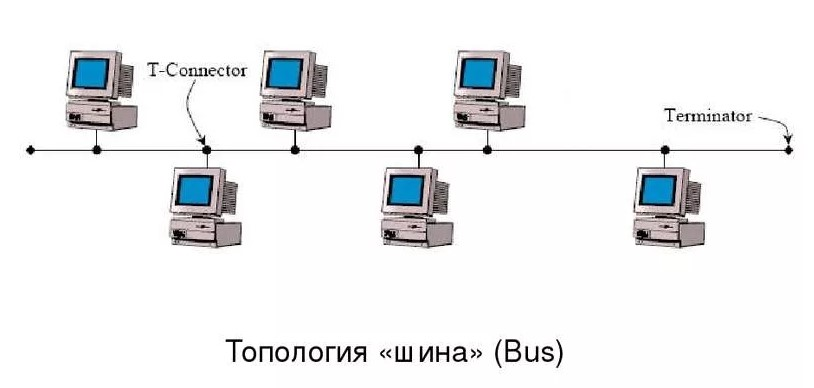 T-Connector
Terminator
Топология «шина» (Bus)